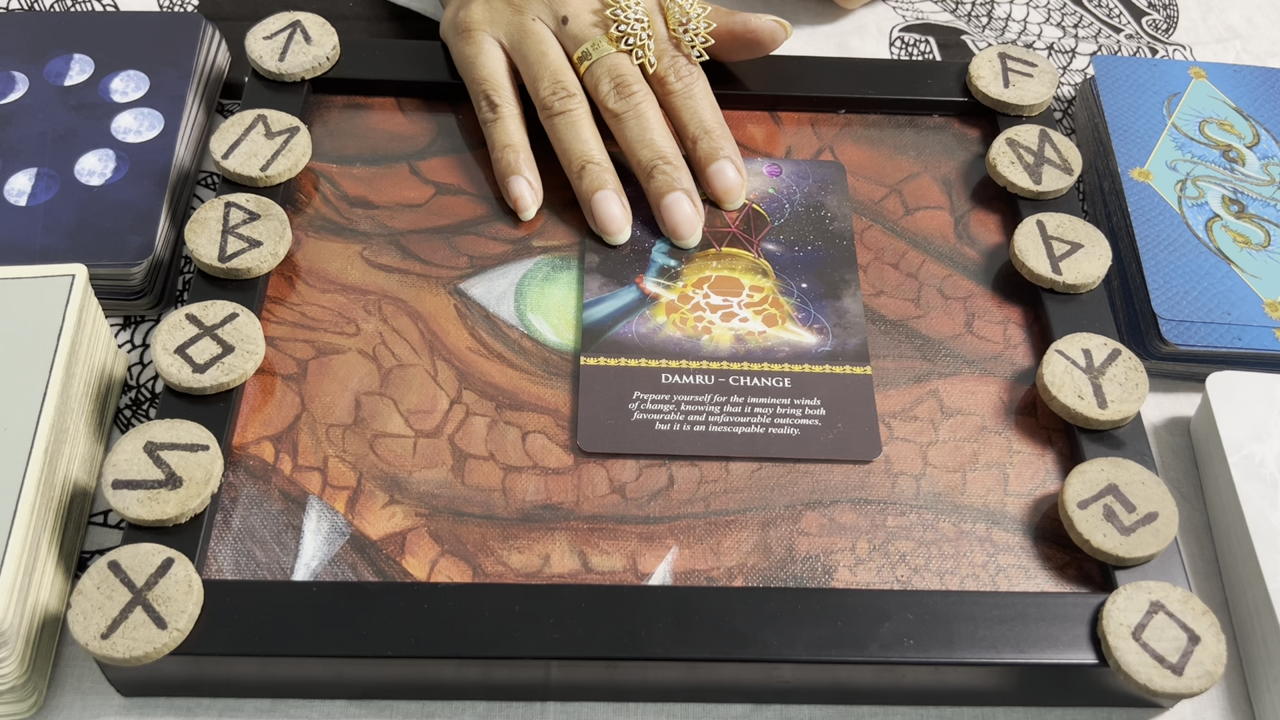 ᛏ
ᛖ
ᛒ
ᛟ
ᛊ
ᚷ
ᚨ
ᛞ
ᚦ
ᛉ
ᛃ
ᛜ
DAMRU – CHANGE
Prepare yourself for the imminent winds
of change, knowing that it may bring both
favourable and unfavourable outcomes,
but it is an inescapable reality.